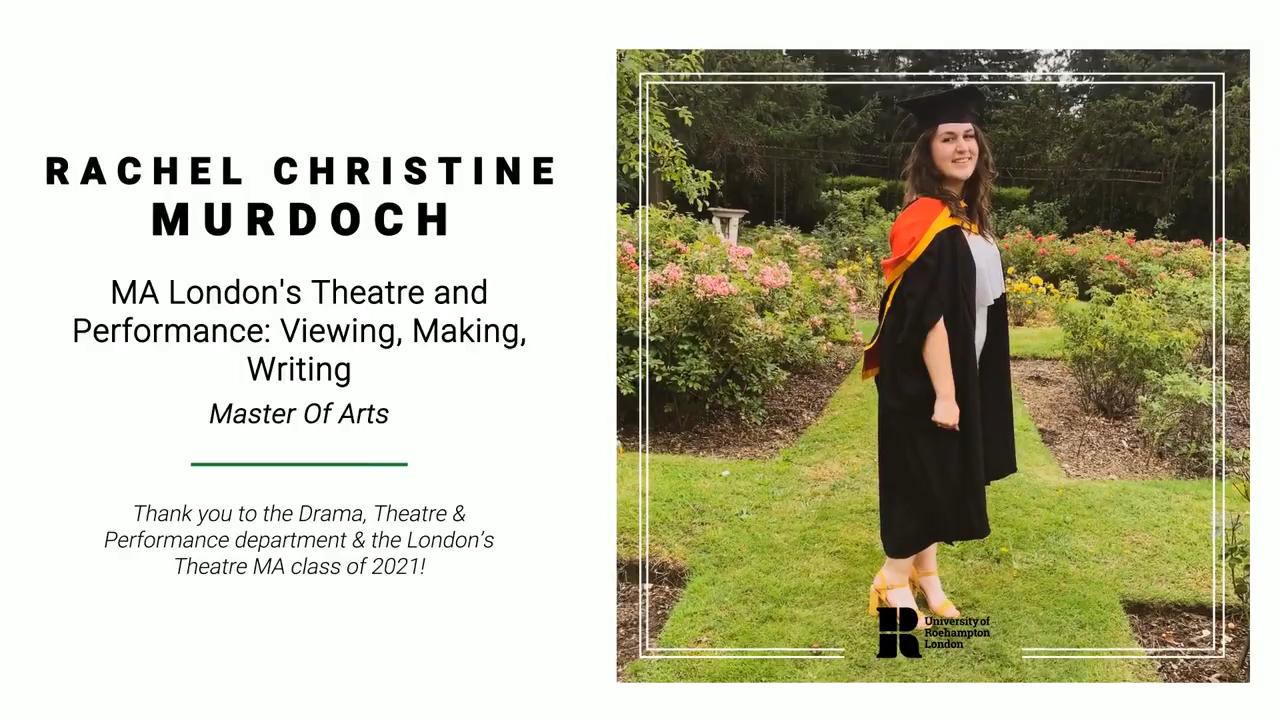 RACHEL CHRISTINE
MURDOCH
MA London's Theatre and
Performance: Viewing, Making,
Writing
Master Of Arts
Thank you to the Drama, Theatre &
Performance department & the London’s
Theatre MA class of 2021!
R
University of
Roehampton
London